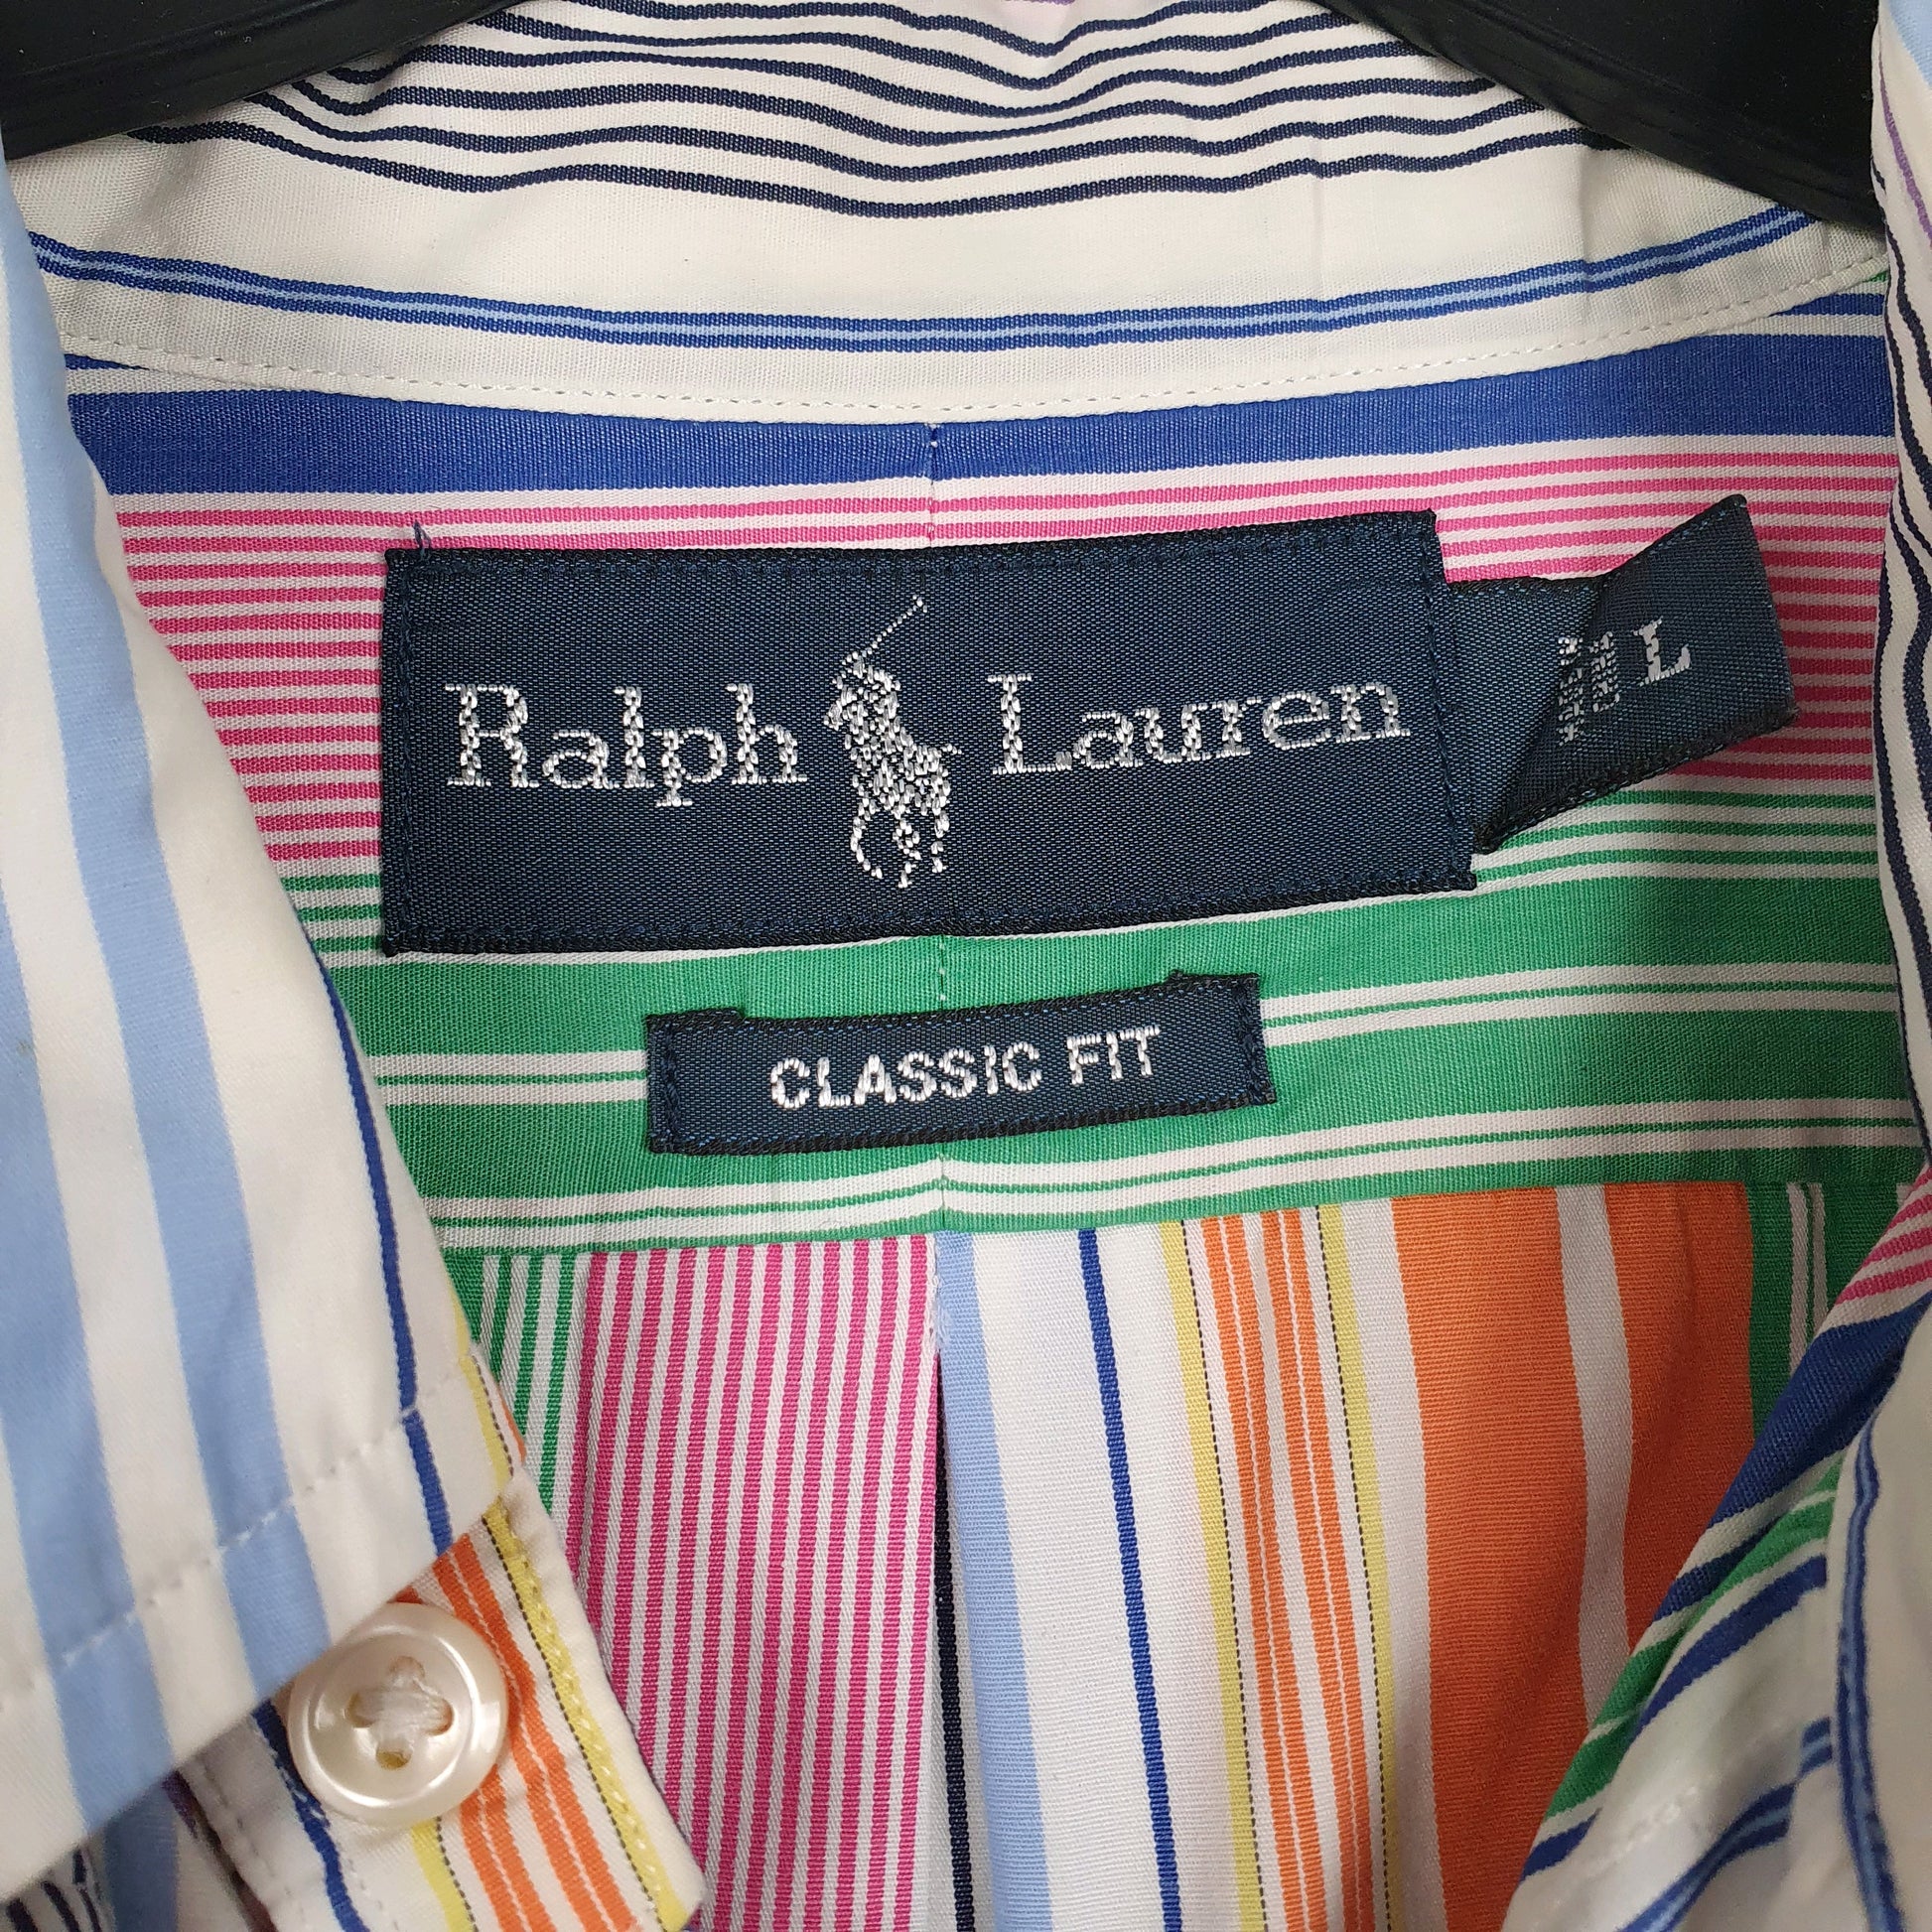 Ralph Lauren
L
CLASSIC FIT